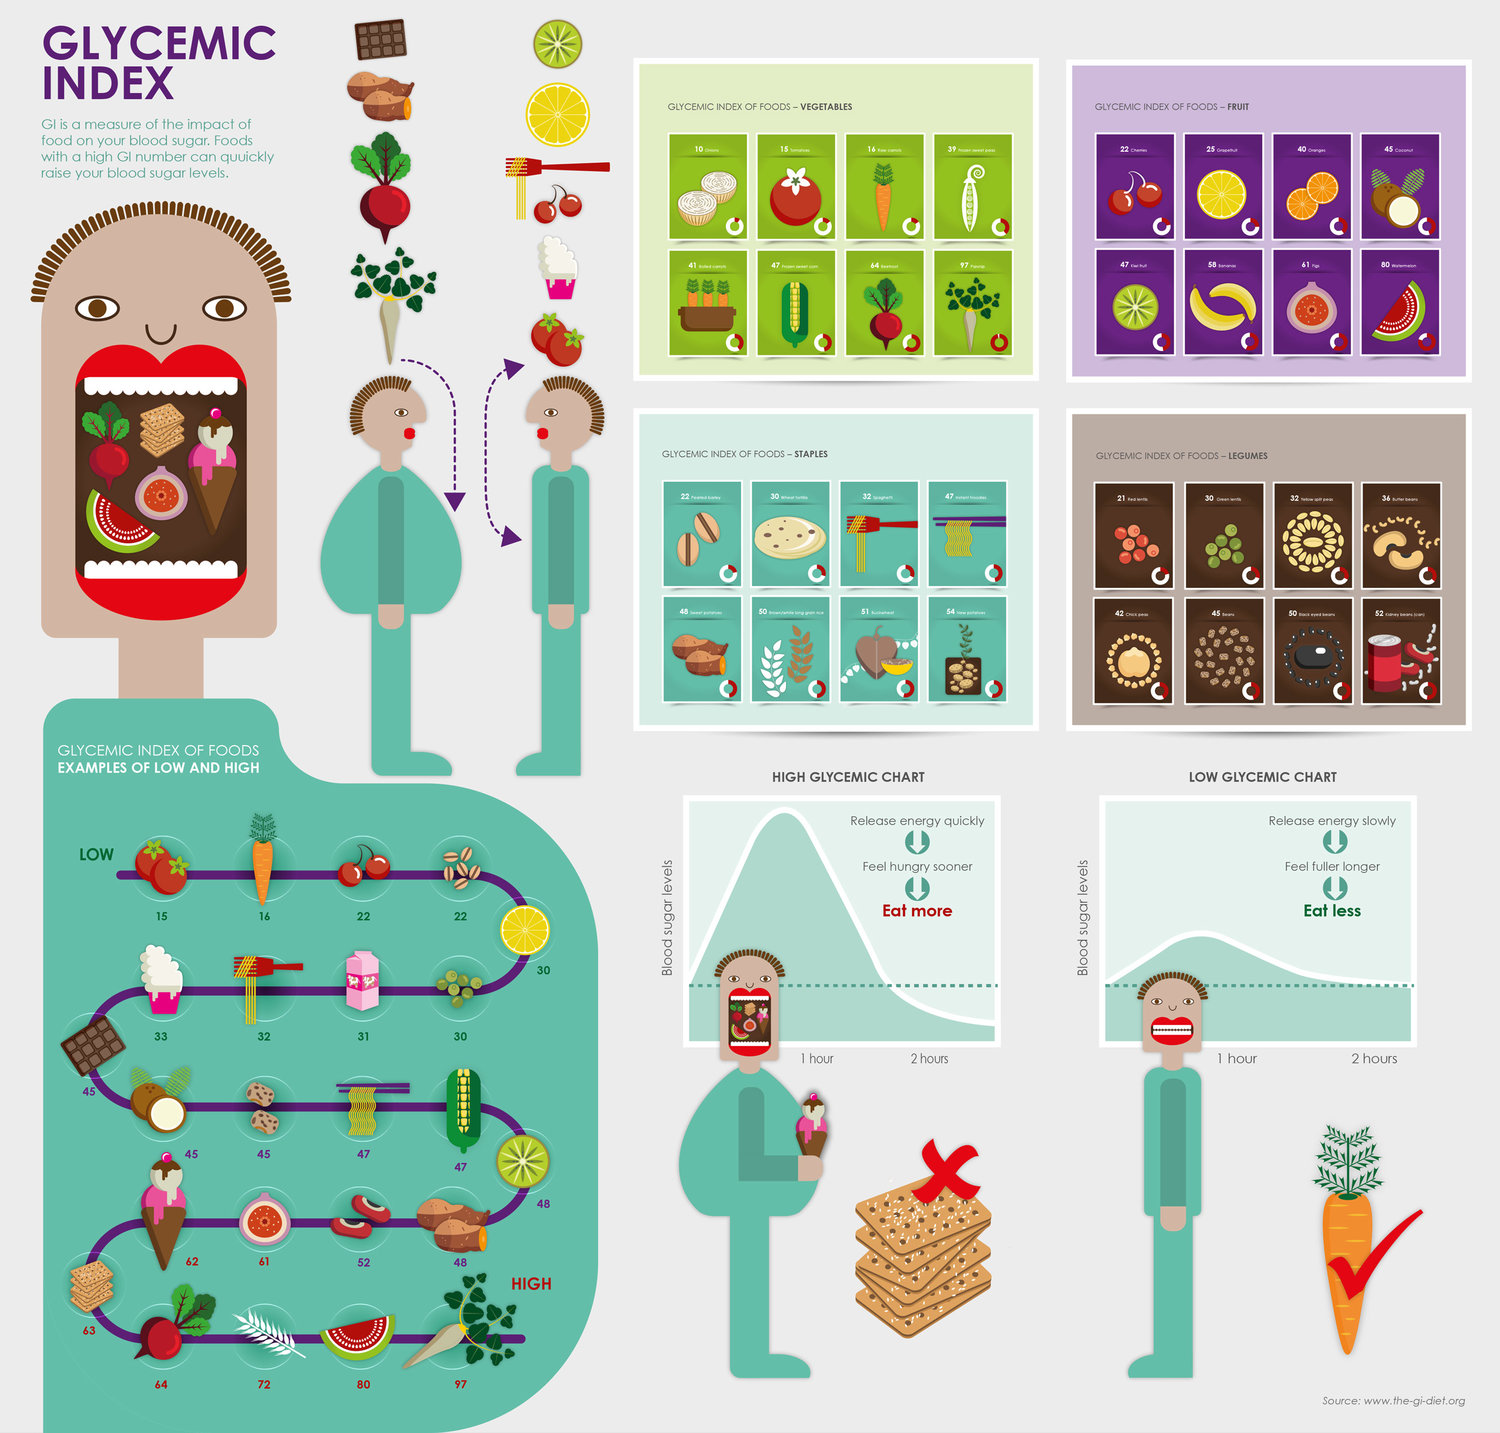 GLYCEMIC
INDEX
GI is a measure of the impact of
food on your blood sugar. Foods
with a high GI number can quuickly
raise your blood sugar levels.
GLYCEMIC INDEX OF FOODS – VEGETABLES
10 Onions
15 Tomatoes
16 Raw carrots
39 Frozen sweet peas
41 Boiled carrots
47 Frozen sweet corn
64 Beetroot
97 Parsnip
GLYCEMIC INDEX OF FOODS – FRUIT
22 Cherries
25 Grapefruit
40 Oranges
45 Coconut
47 Kiwi fruit
58 Bananas
61 Figs
80 Watermelon
GLYCEMIC INDEX OF FOODS – STAPLES
22 Pearled barley
30 Wheat tortilla
32 Spaghetti
47 Instant noodles
48 Sweet potatoes
50 Brown/white long grain rice
51 Buckwheat
54 New potatoes
GLYCEMIC INDEX OF FOODS – LEGUMES
21 Red lentils
30 Green lentils
32 Yellow split peas
36 Butter beans
42 Chick peas
45 Beans
50 Black eyed beans
52 Kidney beans (can)
GLYCEMIC INDEX OF FOODS
EXAMPLES OF LOW AND HIGH
LOW
15
16
22
22
30
33
32
31
30
45
45
45
47
47
48
62
61
52
48
HIGH
63
64
72
80
97
HIGH GLYCEMIC CHART
Blood sugar levels
Release energy quickly
Feel hungry sooner
Eat more
1 hour
2 hours
LOW GLYCEMIC CHART
Blood sugar levels
Release energy slowly
Feel fuller longer
Eat less
1 hour
2 hours
Source: www.the-gi-diet.org